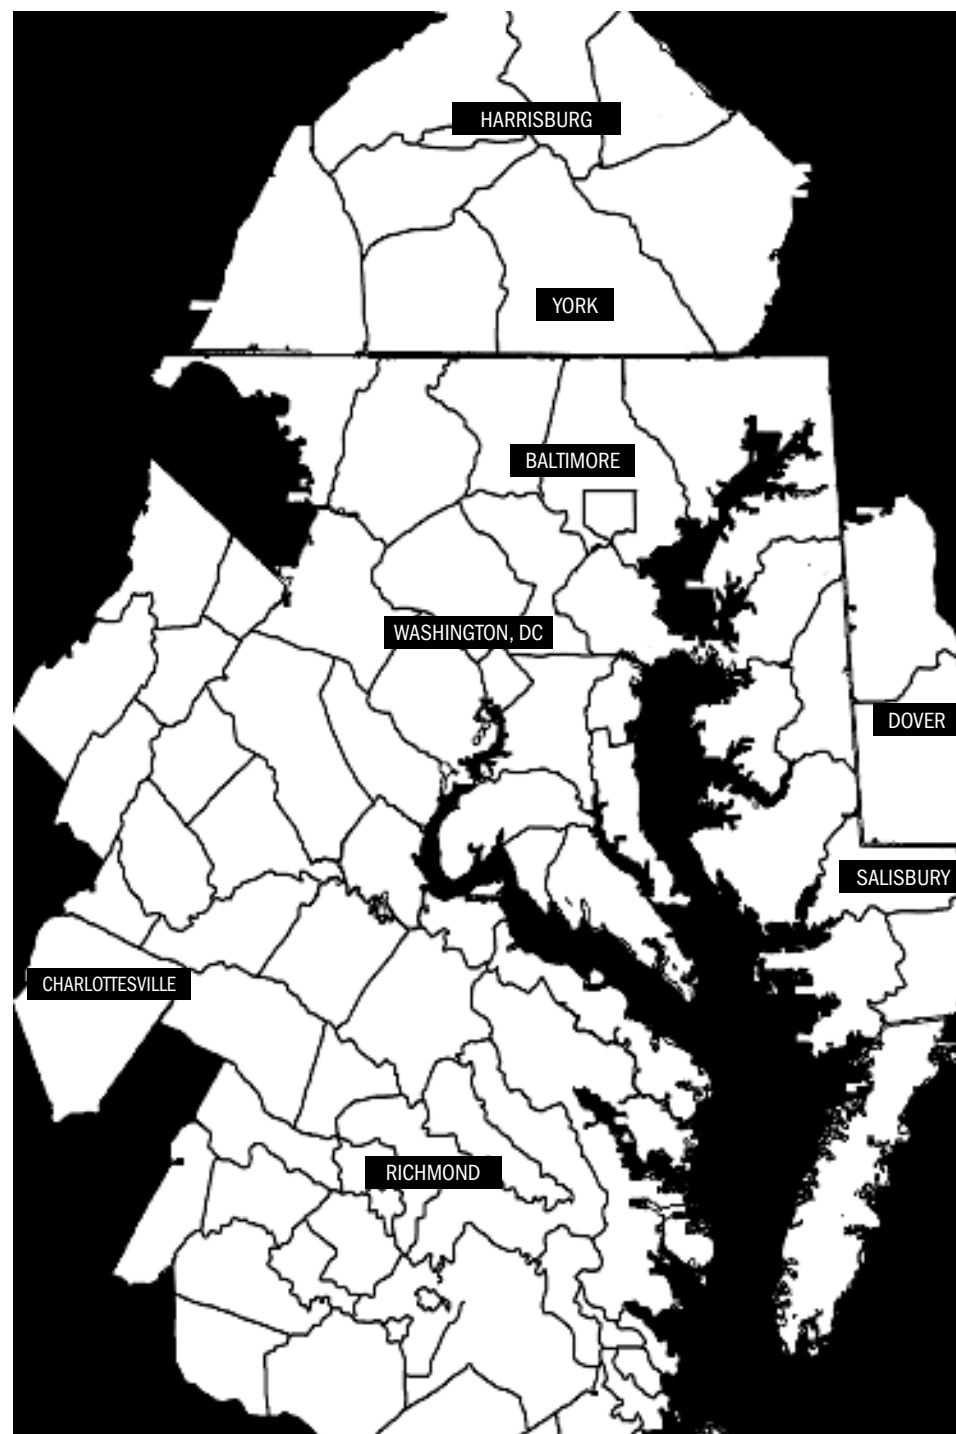 HARRISBURG
YORK
BALTIMORE
WASHINGTON, DC
DOVER
SALISBURY
CHARLOTTESVILLE
RICHMOND